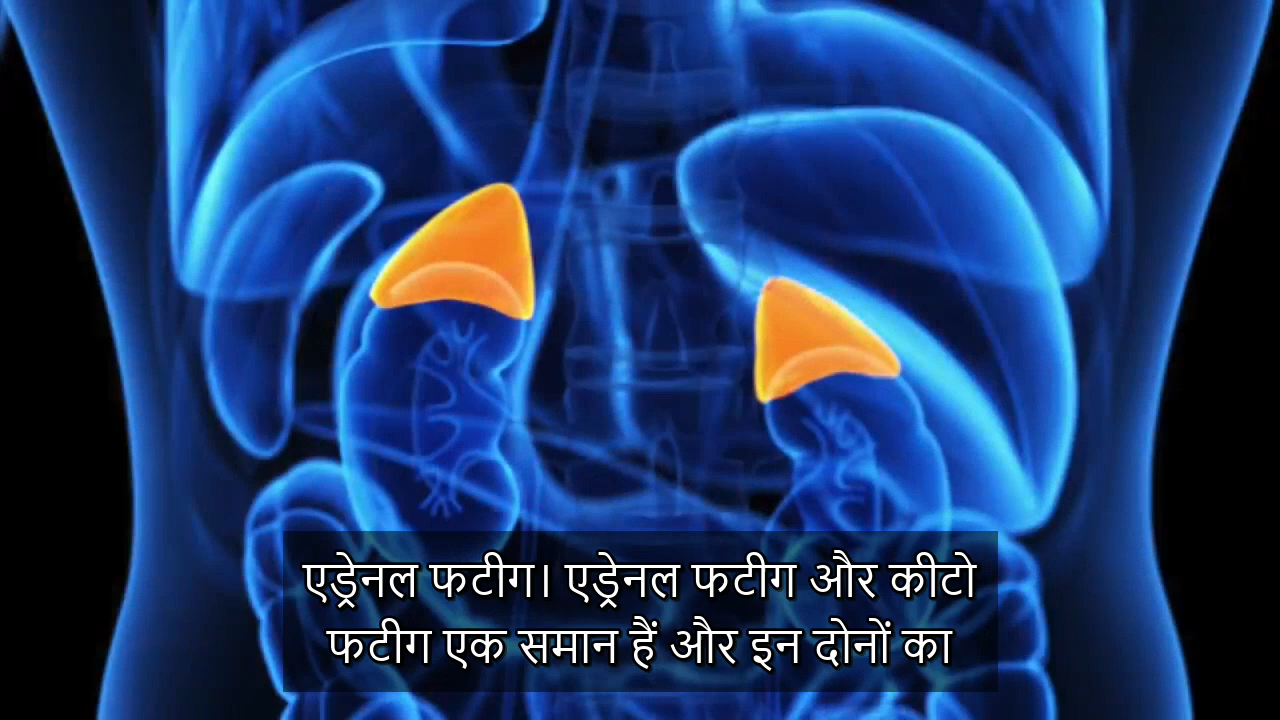 एड्रेनल फटीग। एड्रेनल फटीग और कीटो
फटीग एक समान हैं और इन दोनों का